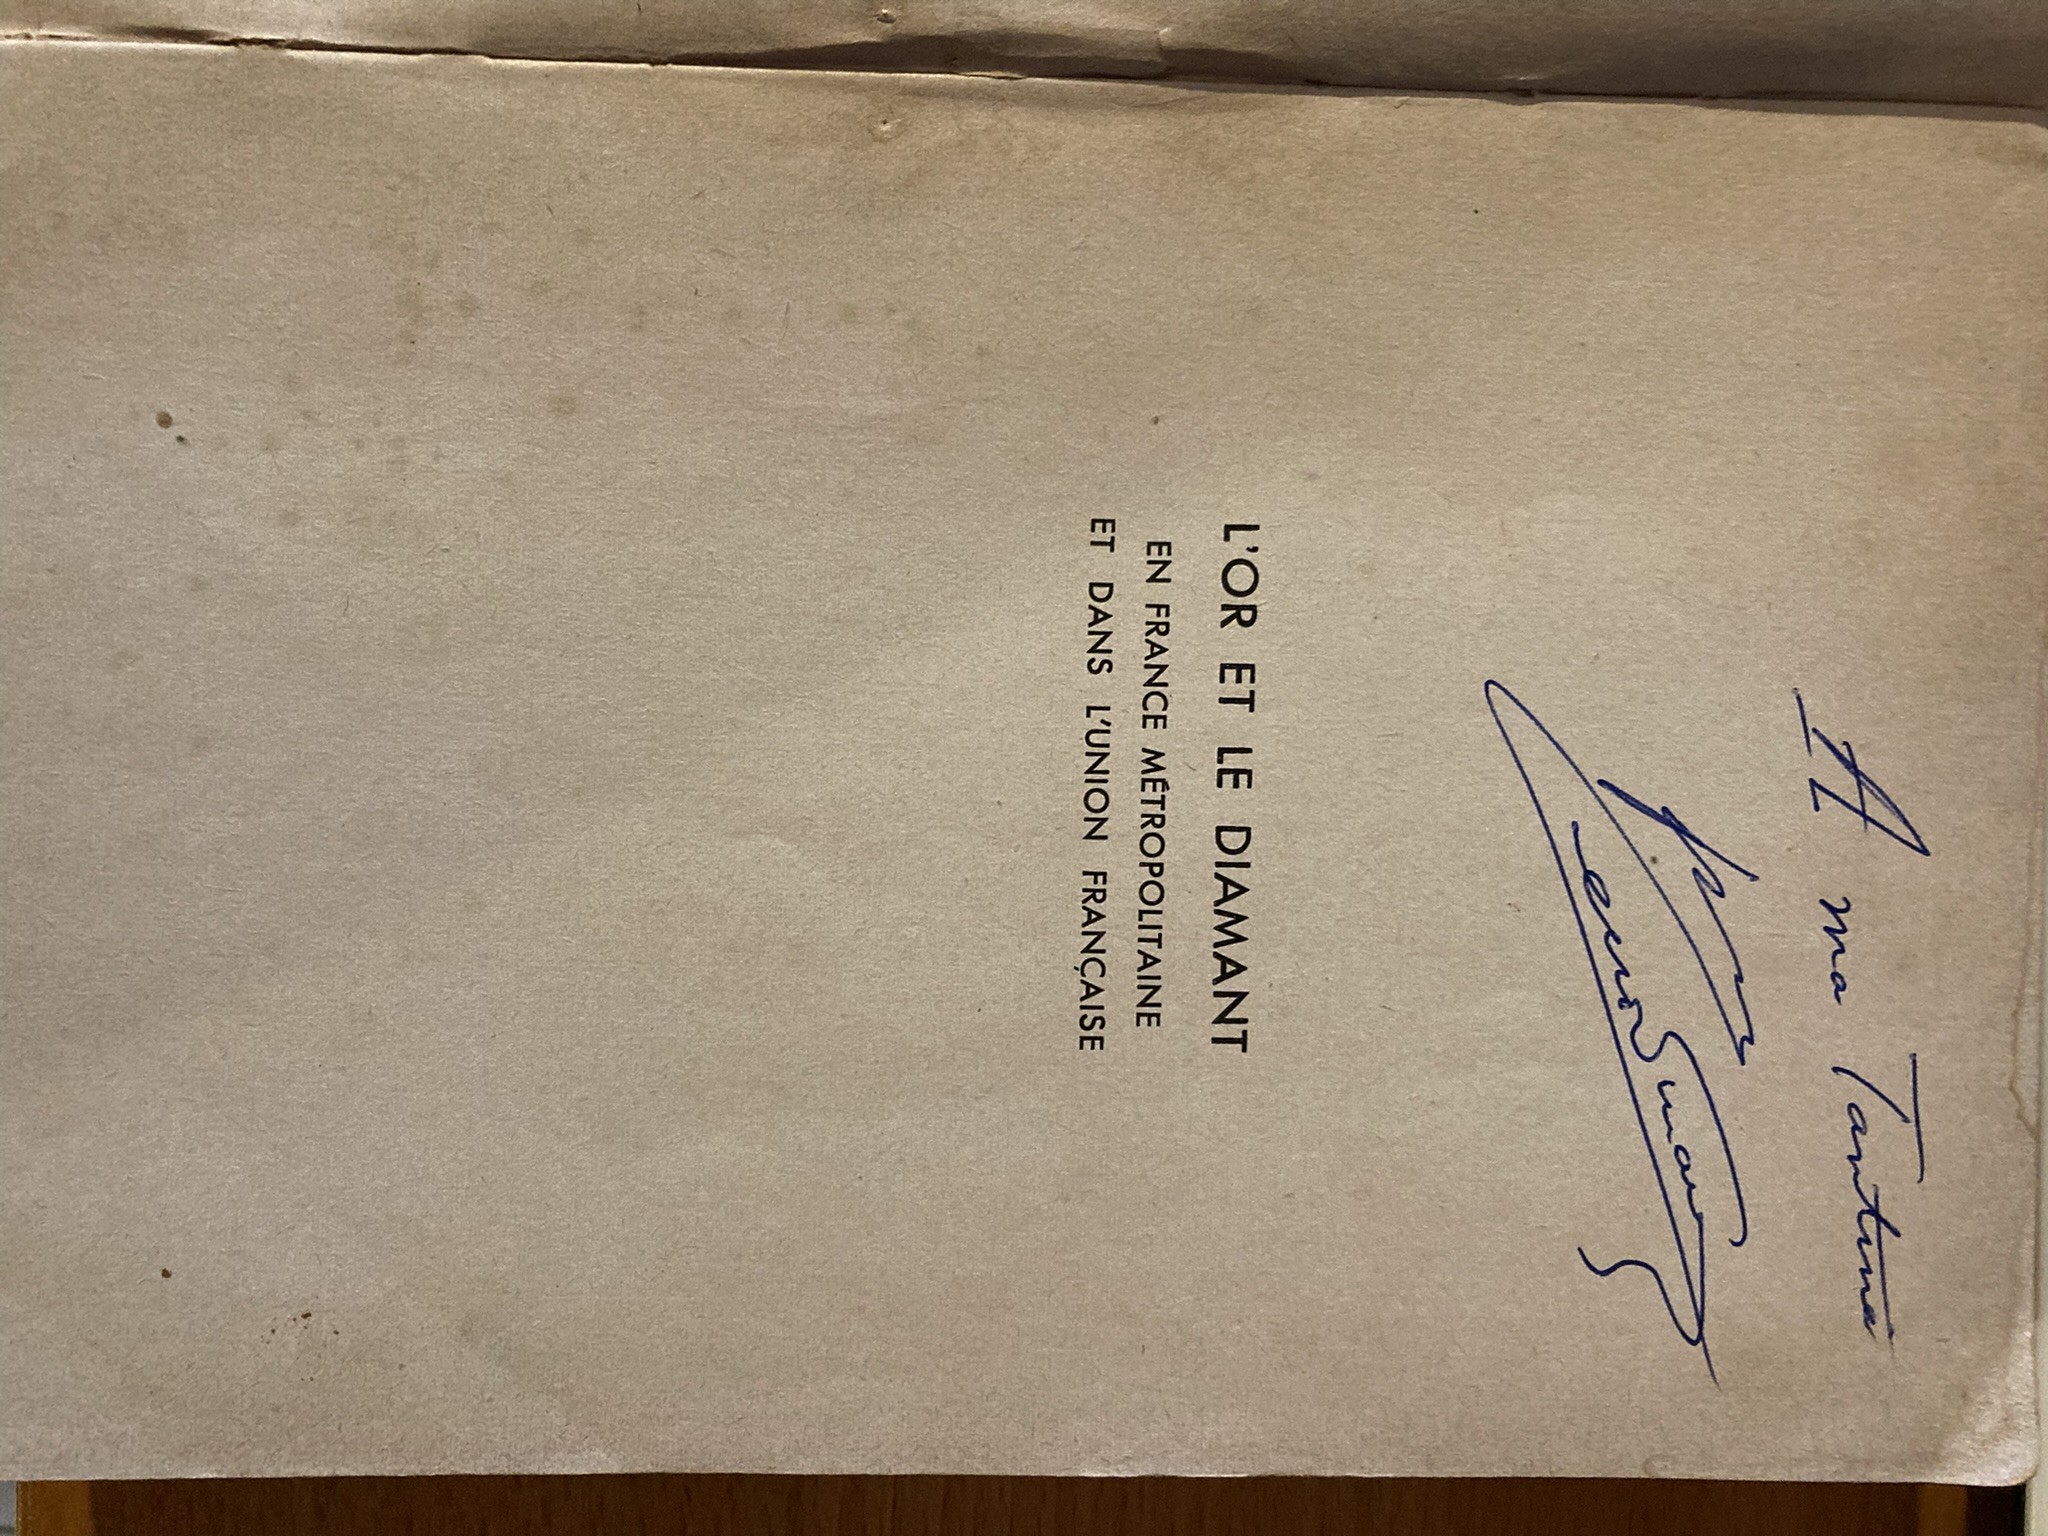 A ma Tantine
L'OR ET LE DIAMANT
EN FRANCE MÉTROPOLITAINE
ET DANS L'UNION FRANÇAISE